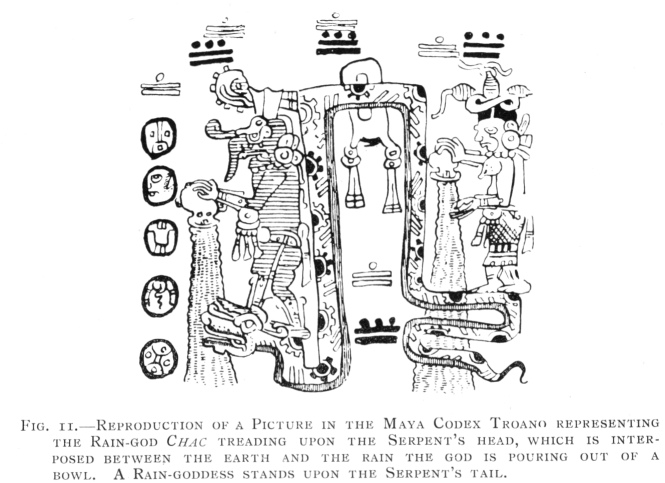 FIG. 11.—REPRODUCTION OF A PICTURE IN THE MAYA CODEX TROANO REPRESENTING
THE RAIN-GOD CHAC TREADING UPON THE SERPENT'S HEAD, WHICH IS INTER-
POSED BETWEEN THE EARTH AND THE RAIN THE GOD IS POURING OUT OF A
BOWL. A RAIN-GODDESS STANDS UPON THE SERPENT'S TAIL.